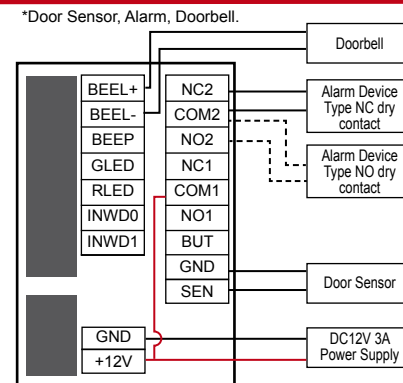 *Door Sensor, Alarm, Doorbell.
BEEL+
BEEL-
BEEP
GLED
RLED
INWD0
INWD1
GND
+12V
NC2
COM2
NO2
NC1
COM1
NO1
BUT
GND
SEN
Doorbell
Alarm Device
Type NC dry
contact
Alarm Device
Type NO dry
contact
Door Sensor
DC12V 3A
Power Supply